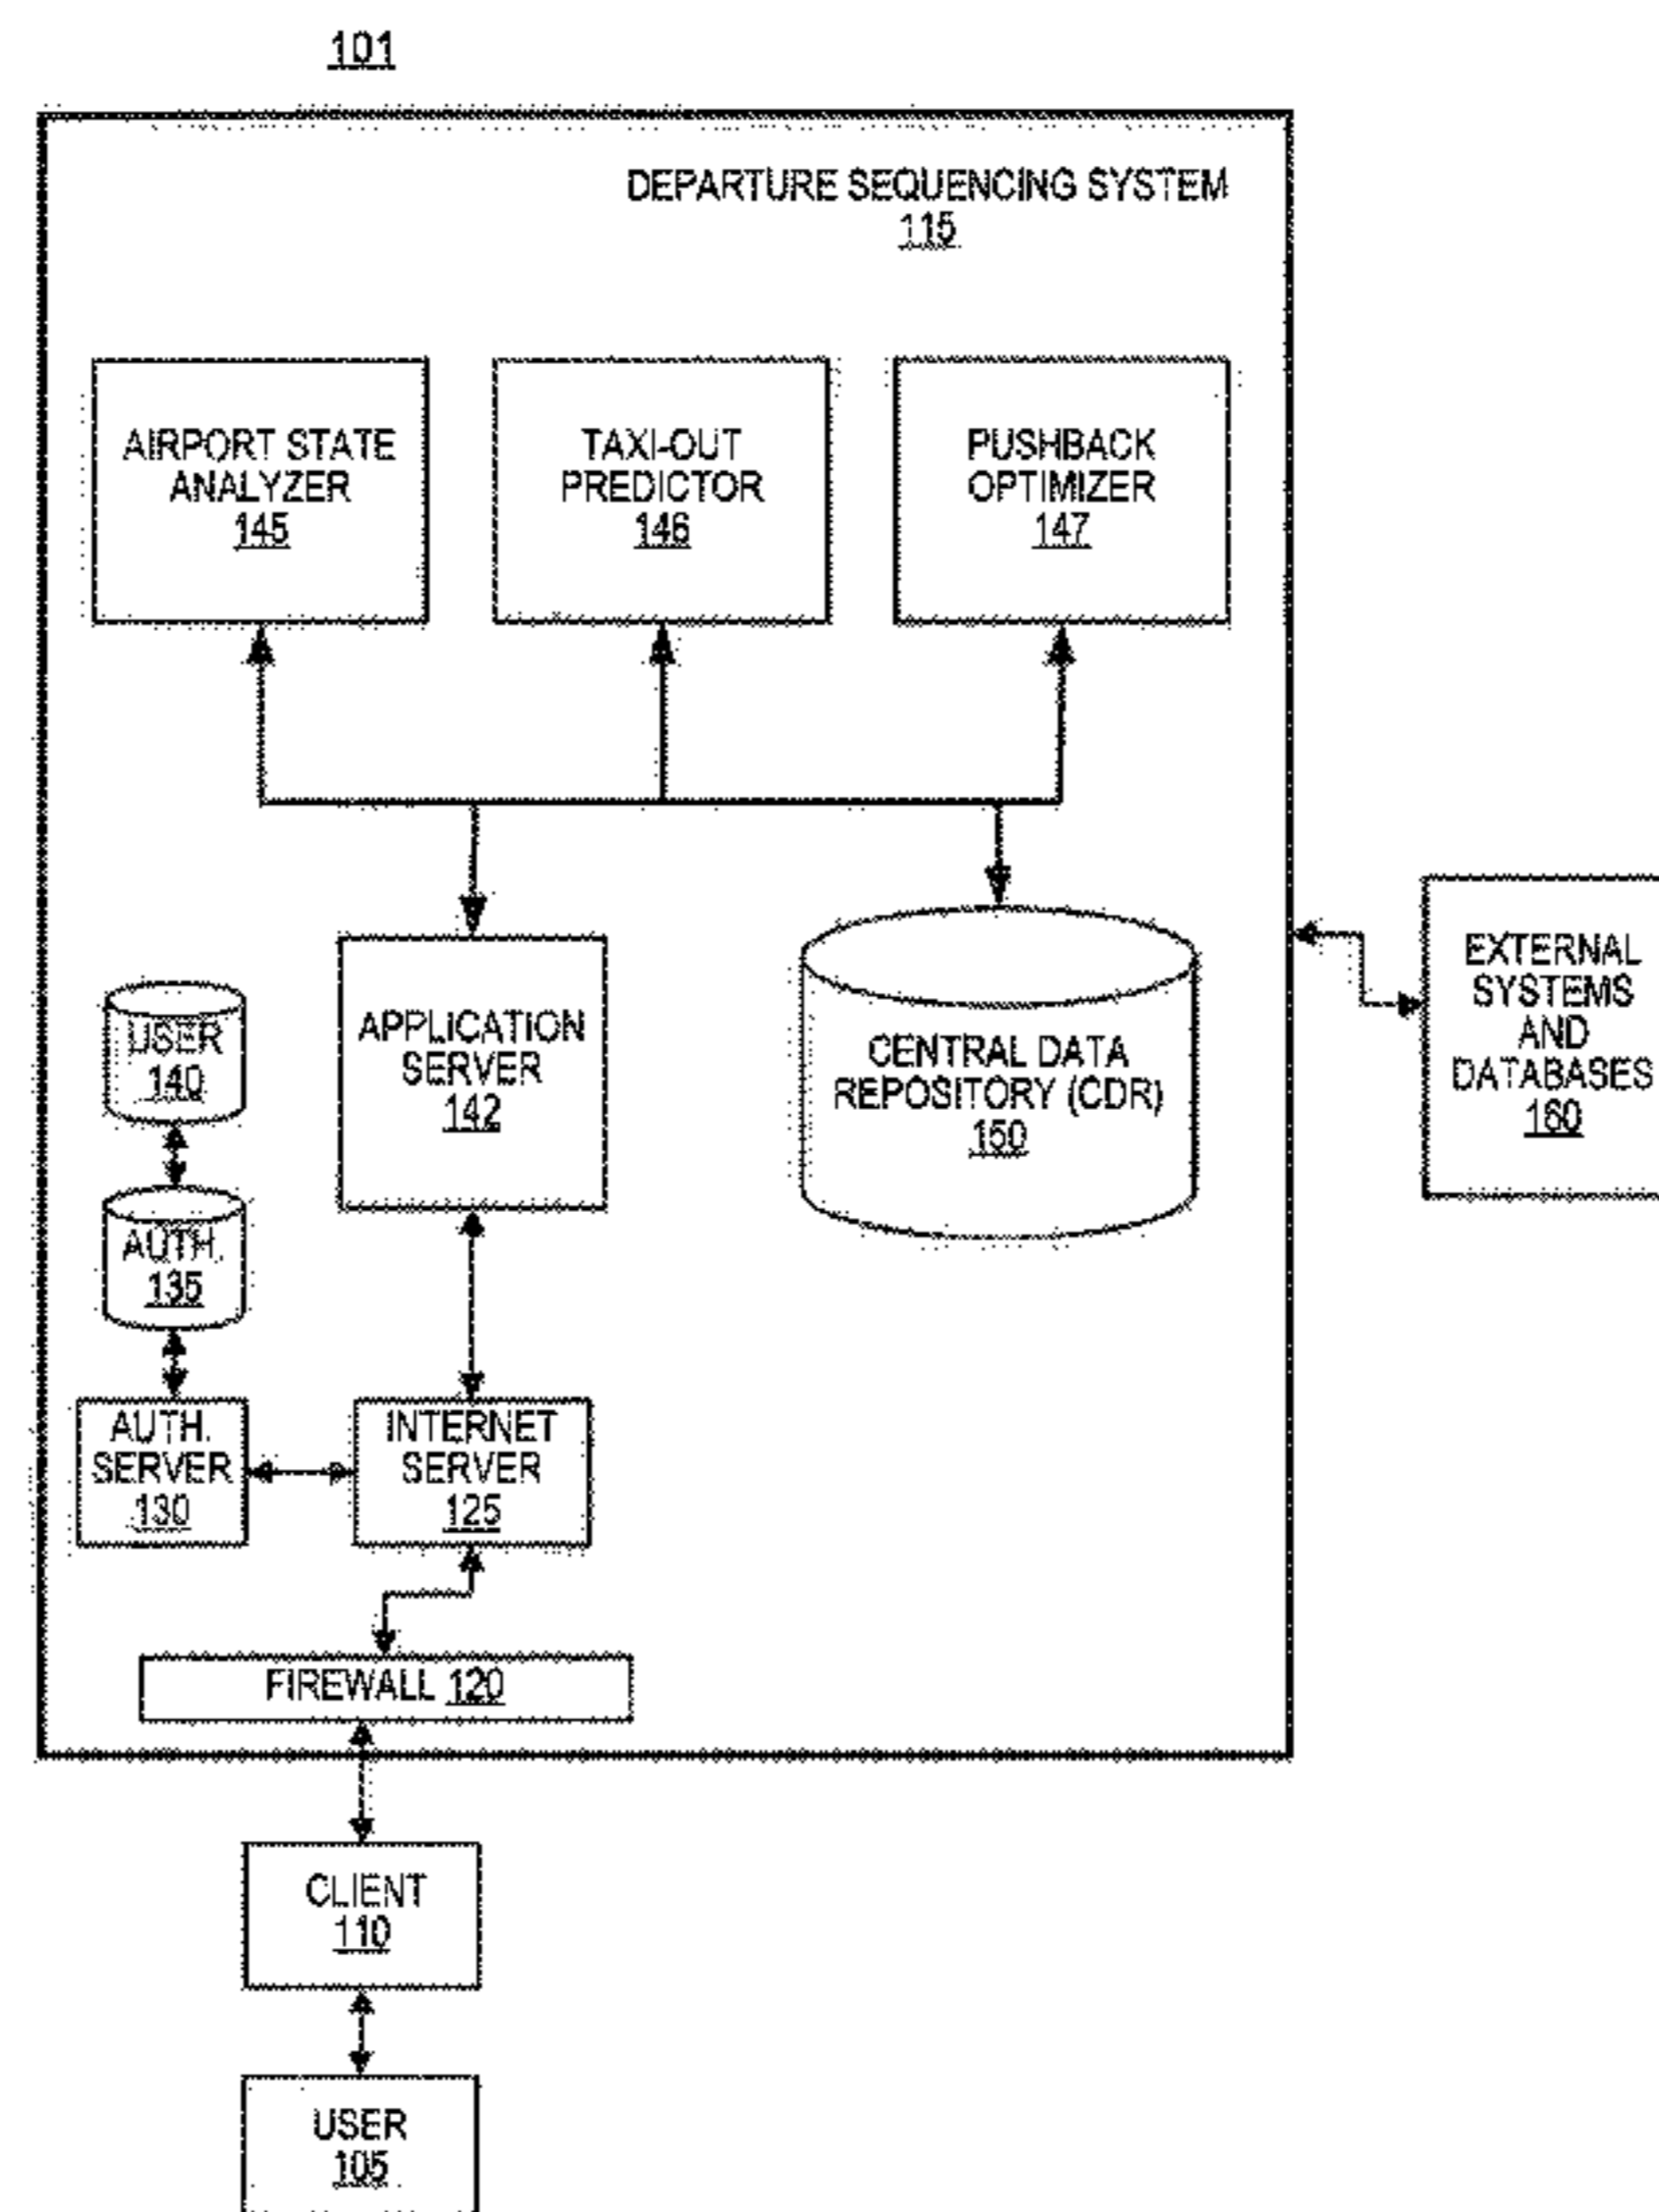 101
DEPARTURE SEQUENCING SYSTEM
115
AIRPORT STATE
ANALYZER
145
TAXI-OUT
PREDICTOR
146
PUSHBACK
OPTIMIZER
147
USER
140
AUTH.
135
APPLICATION
SERVER
142
CENTRAL DATA
REPOSITORY (CDR)
150
EXTERNAL
SYSTEMS
AND
DATABASES
160
AUTH.
SERVER
130
INTERNET
SERVER
125
FIREWALL 120
CLIENT
110
USER
105